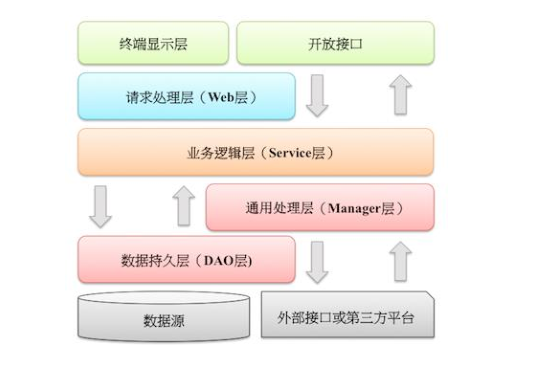 终端显示层
开放接口
请求处理层（Web层）
业务逻辑层（Service层）
通用处理层（Manager层）
数据持久层（DAO层)
数据源
外部接口或第三方平台